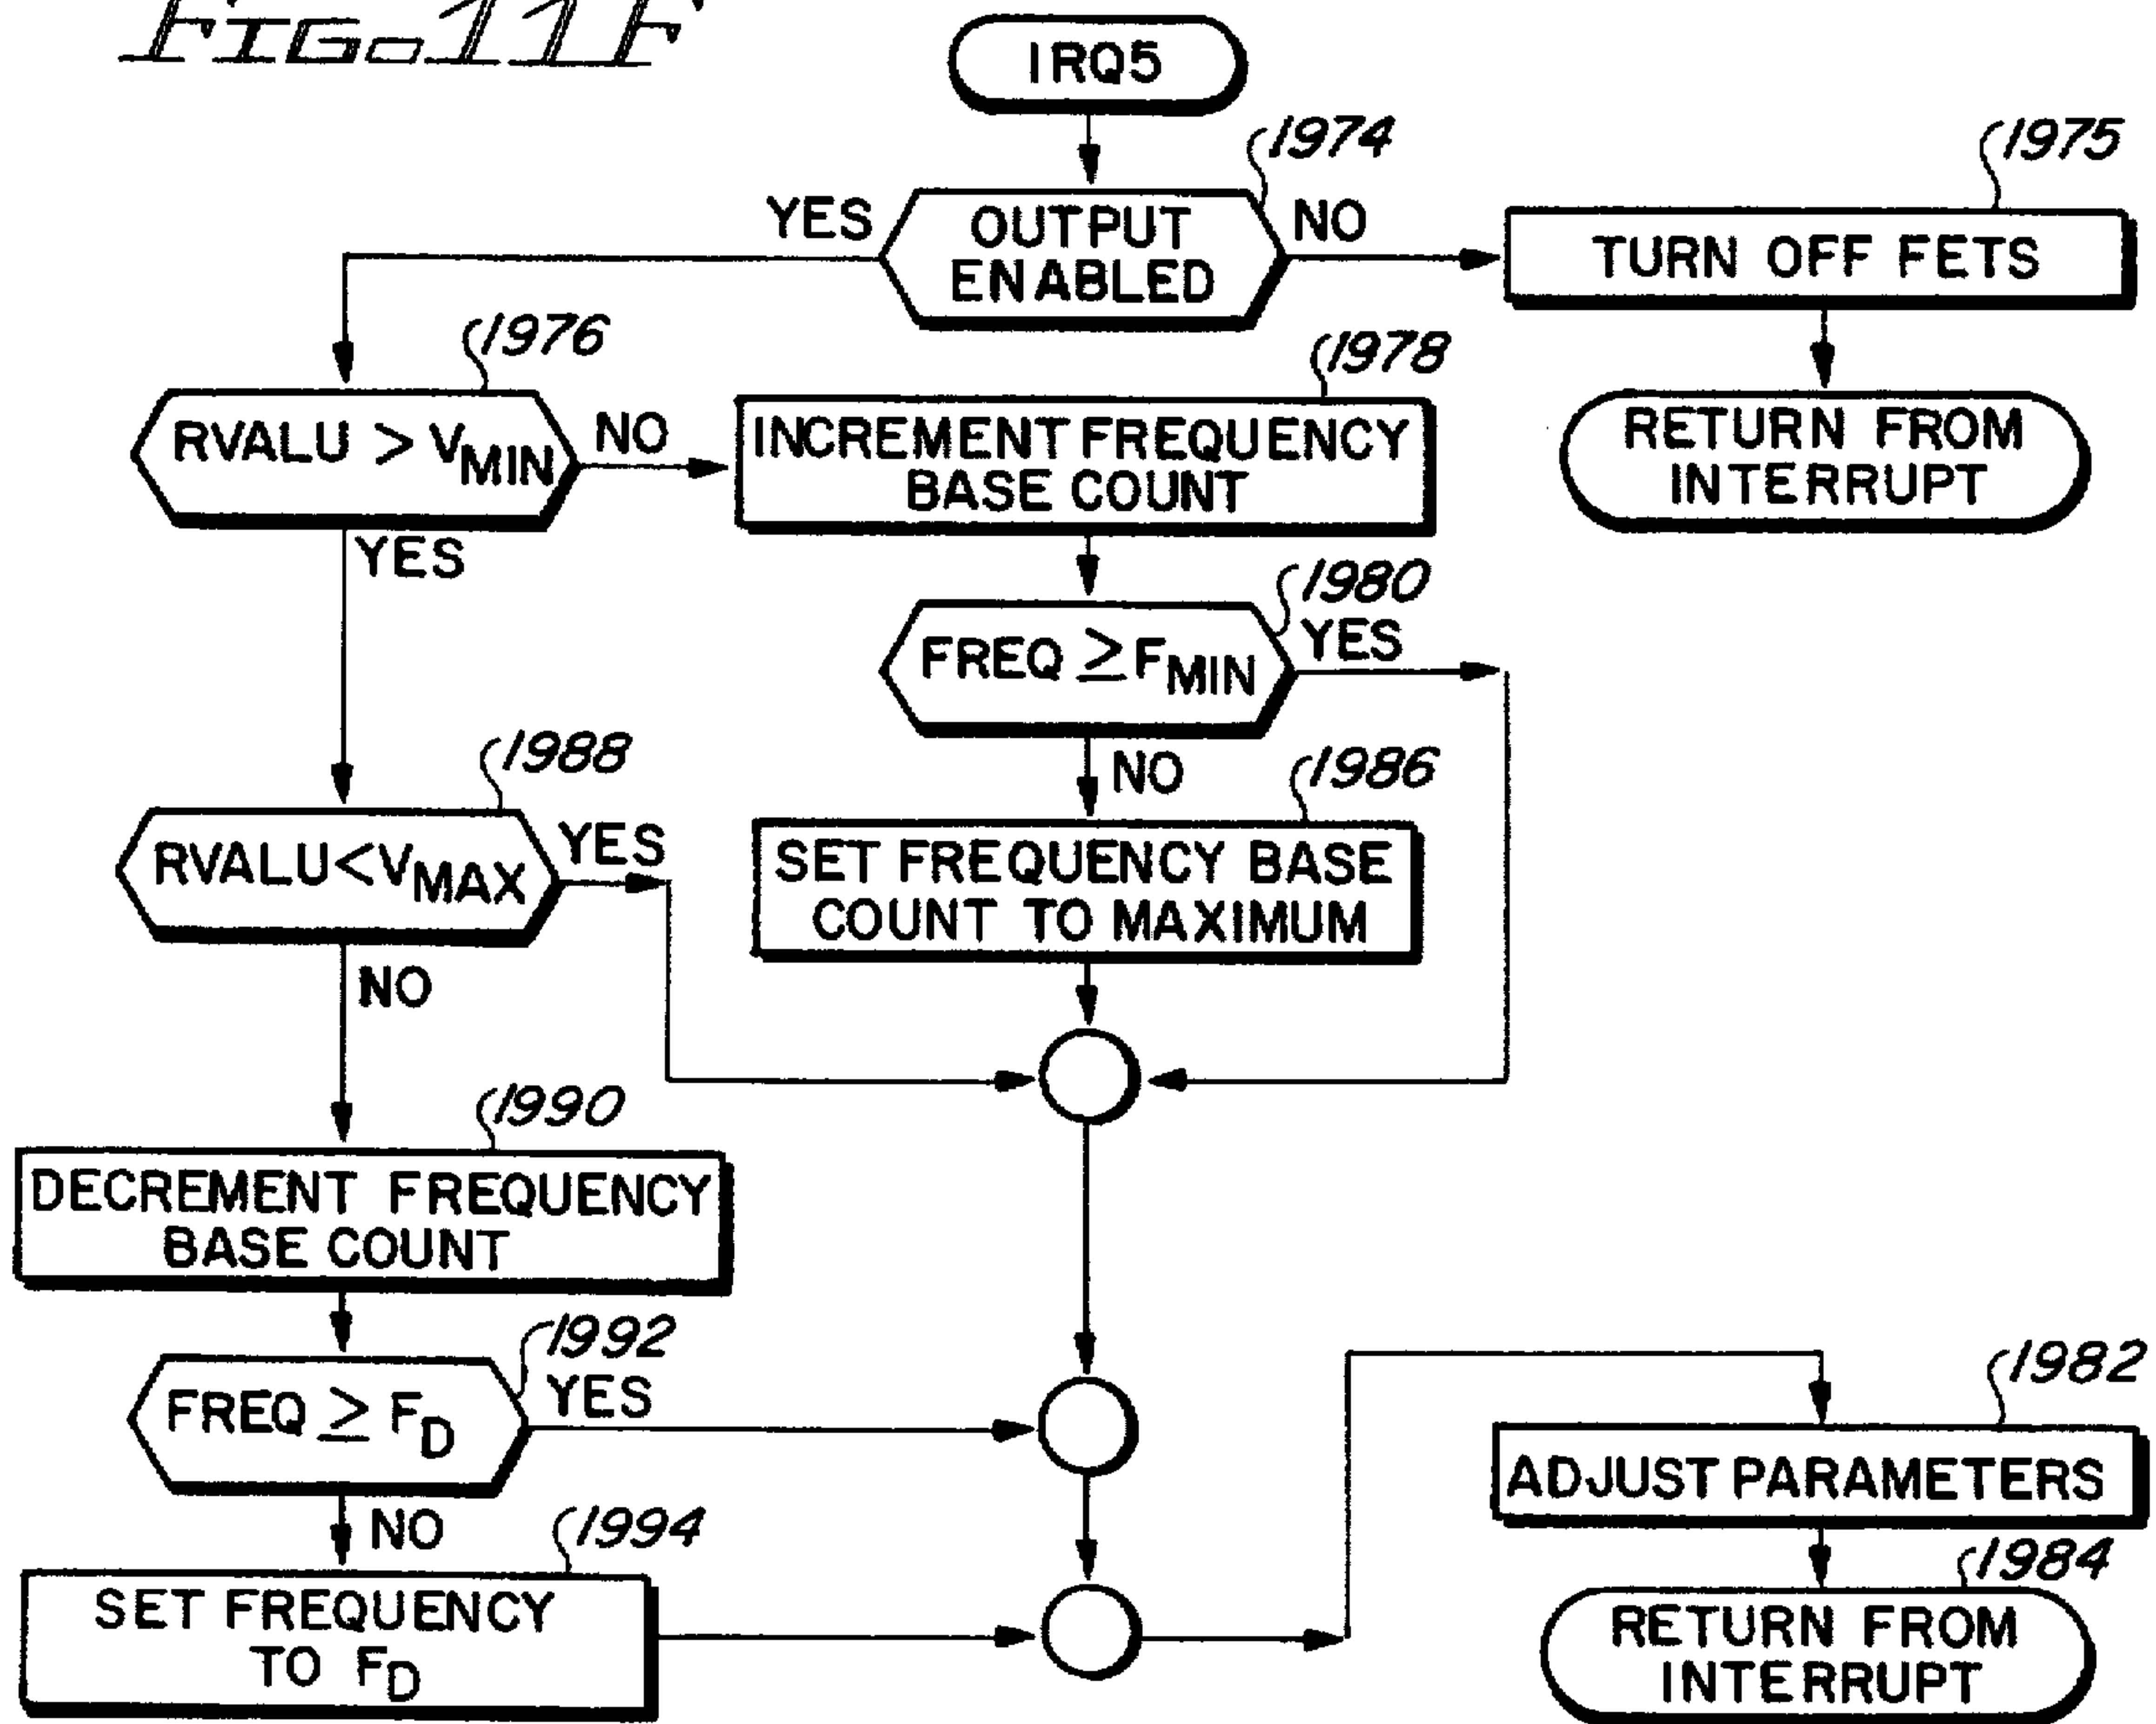 FIG. 11F
IRQ5
1974
OUTPUT
ENABLED
YES
NO
1975
TURN OFF FETS
RETURN FROM
INTERRUPT
1976
RVALU > VMIN
NO
YES
1978
INCREMENT FREQUENCY
BASE COUNT
1980
FREQ ≥ FMIN
YES
NO
1986
SET FREQUENCY BASE
COUNT TO MAXIMUM
1988
RVALU < VMAX
YES
NO
1990
DECREMENT FREQUENCY
BASE COUNT
1992
FREQ ≥ FD
YES
NO
1994
SET FREQUENCY
TO FD
1982
ADJUST PARAMETERS
1984
RETURN FROM
INTERRUPT